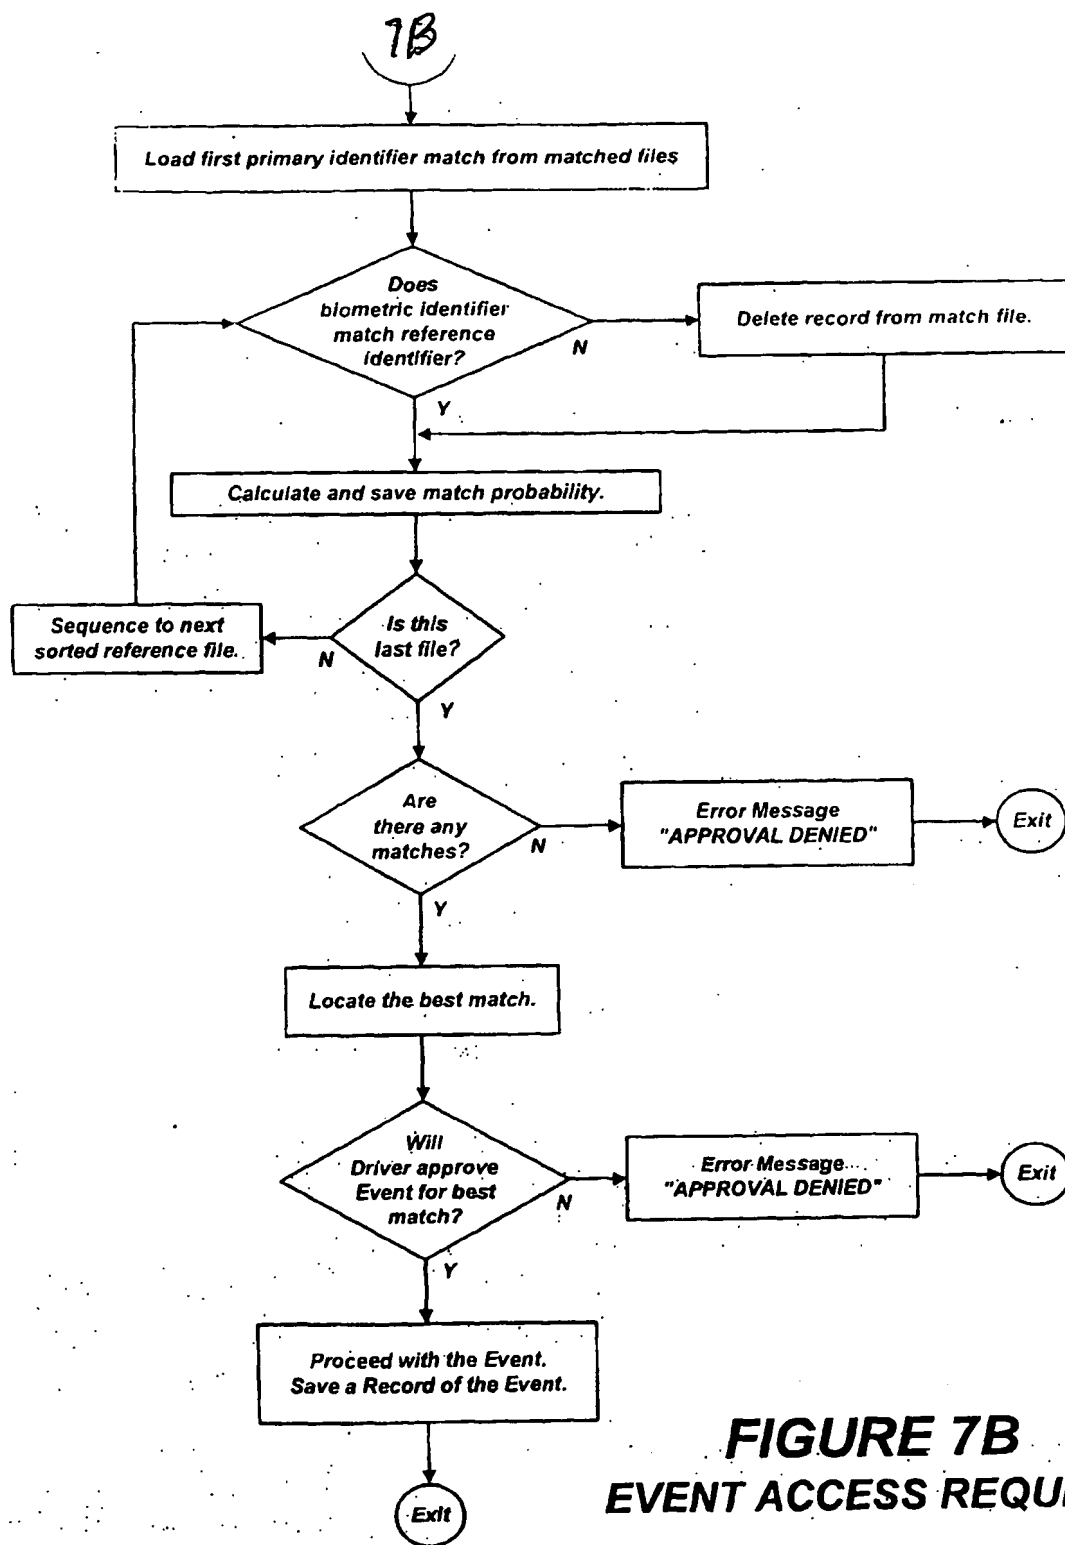 7B
Load first primary identifier match from matched files
Does
biometric identifier
match reference
identifier?
N
Delete record from match file.
Y
Calculate and save match probability.
Sequence to next
sorted reference file.
N
Is this
last file?
Y
Are
there any
matches?
N
Error Message
"APPROVAL DENIED"
Exit
Y
Locate the best match.
Will
Driver approve
Event for best
match?
N
Error Message
"APPROVAL DENIED"
Exit
Y
Proceed with the Event.
Save a Record of the Event.
Exit
FIGURE 7B
EVENT ACCESS